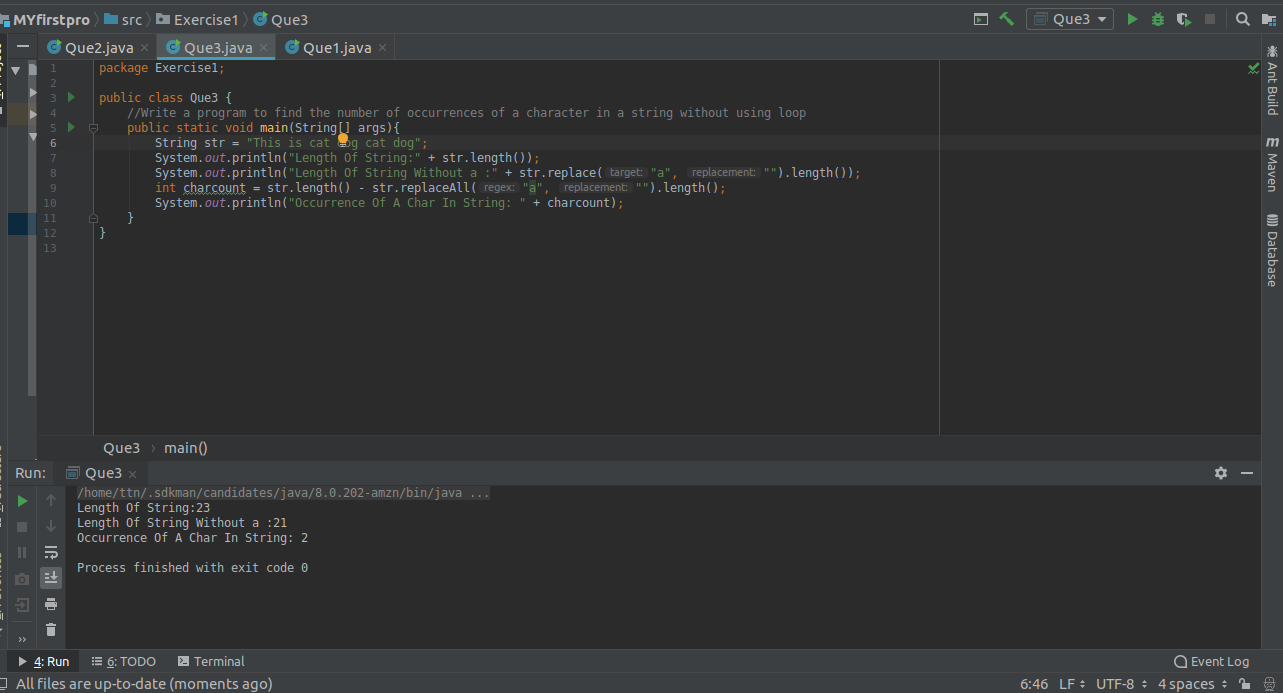 MYfirstpro src Exercise1 Que3 Que3
Que2.java Que3.java Que1.java
1 package Exercise1;
2
3 public class Que3 {
4 //Write a program to find the number of occurrences of a character in a string without using loop
5 public static void main(String[] args){
6 String str = "This is cat dog cat dog";
7 System.out.println("Length Of String:" + str.length());
8 System.out.println("Length Of String Without a :" + str.replace( target: "a", replacement: "").length());
9 int charcount = str.length() - str.replaceAll( regex: "a", replacement: "").length();
10 System.out.println("Occurrence Of A Char In String: " + charcount);
11 }
12 }
13
Ant Build
m Maven
Database
Que3 › main()
Run: Que3
/home/ttn/.sdkman/candidates/java/8.0.202-amzn/bin/java ...
Length Of String:23
Length Of String Without a :21
Occurrence Of A Char In String: 2
Process finished with exit code 0
4: Run 6: TODO Terminal Event Log
All files are up-to-date (moments ago) 6:46 LF UTF-8 4 spaces